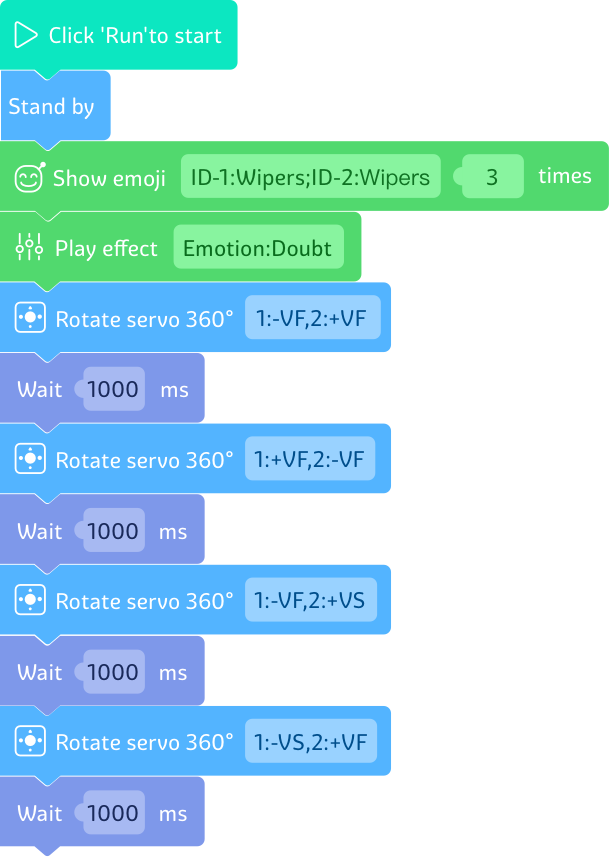 Click 'Run'to start
Stand by
Show emoji ID-1:Wipers;ID-2:Wipers 3 times
Play effect Emotion:Doubt
Rotate servo 360° 1:-VF,2:+VF
Wait 1000 ms
Rotate servo 360° 1:+VF,2:-VF
Wait 1000 ms
Rotate servo 360° 1:-VF,2:+VS
Wait 1000 ms
Rotate servo 360° 1:-VS,2:+VF
Wait 1000 ms